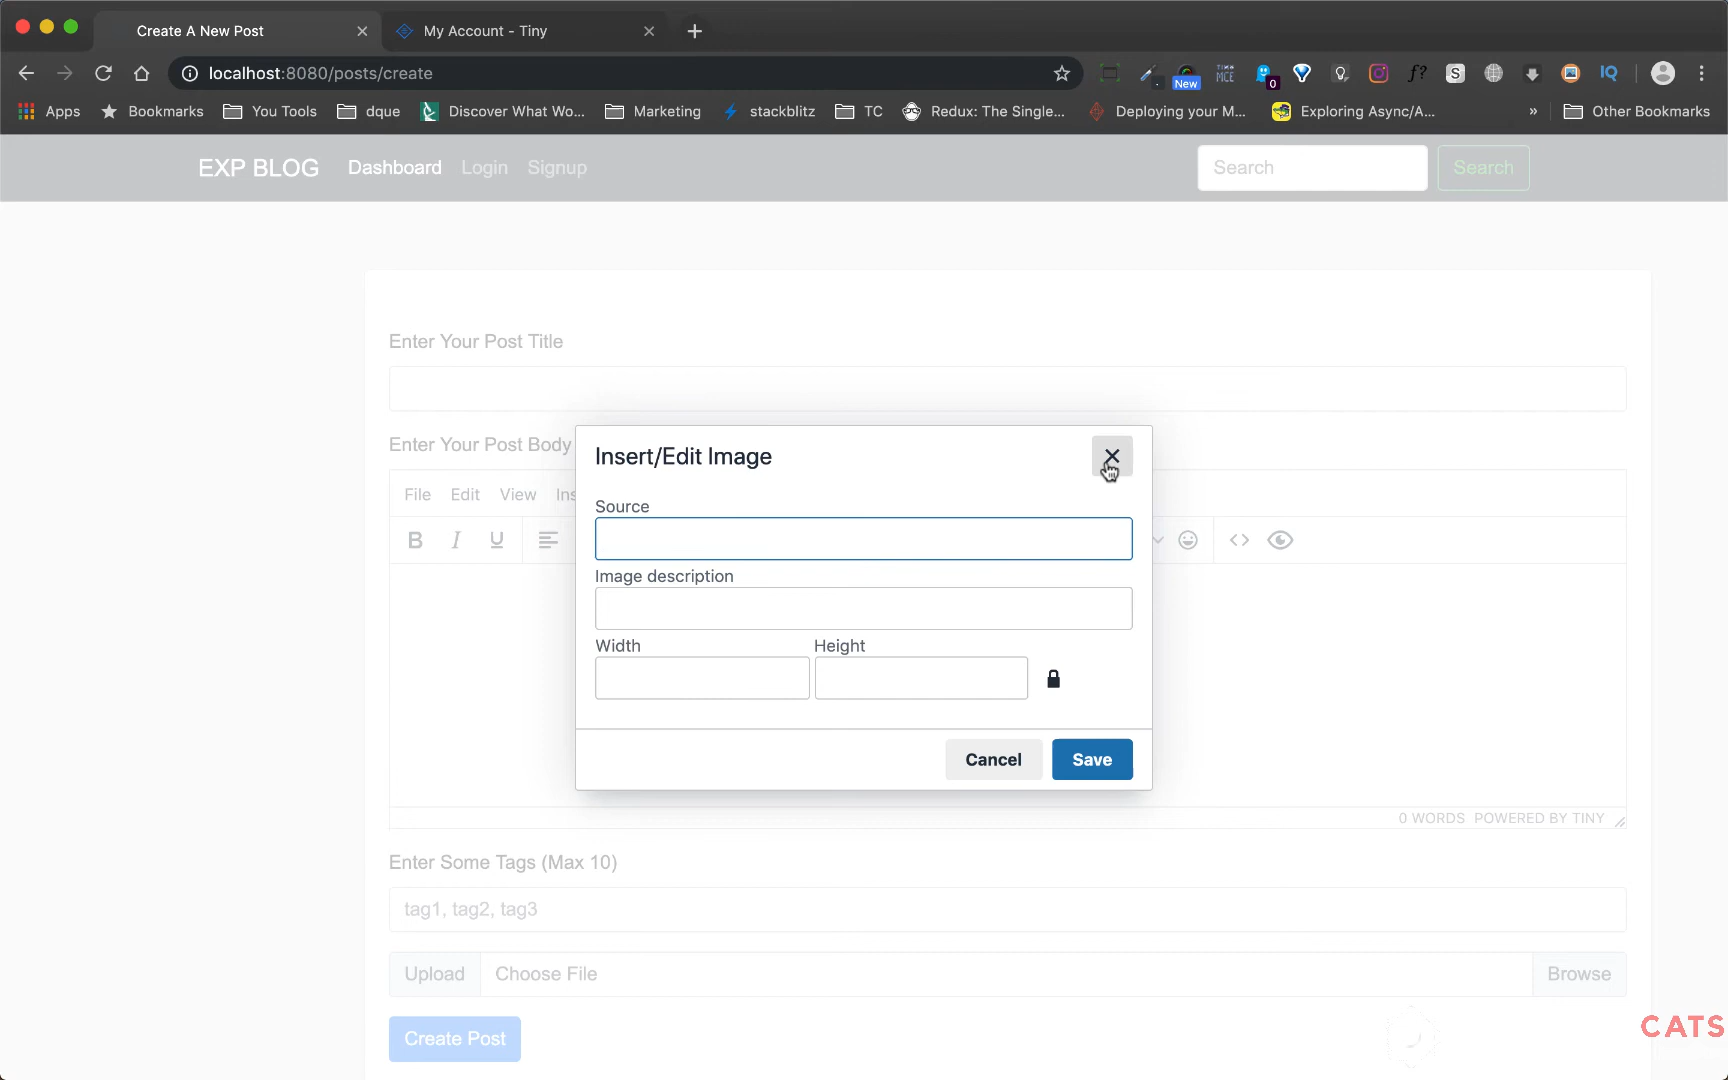 Create A New Post
My Account - Tiny
localhost:8080/posts/create
New
TINY MCE
0
f?
S
IQ
Apps
Bookmarks
You Tools
dque
Discover What Wo...
Marketing
stackblitz
TC
Redux: The Single...
Deploying your M...
Exploring Async/A...
»
Other Bookmarks
EXP BLOG Dashboard Login Signup
Search
Search
Enter Your Post Title
Enter Your Post Body
File Edit View Ins
B I U
Insert/Edit Image
Source
Image description
Width Height
Cancel Save
0 WORDS POWERED BY TINY
Enter Some Tags (Max 10)
tag1, tag2, tag3
Upload Choose File Browse
Create Post
CATS